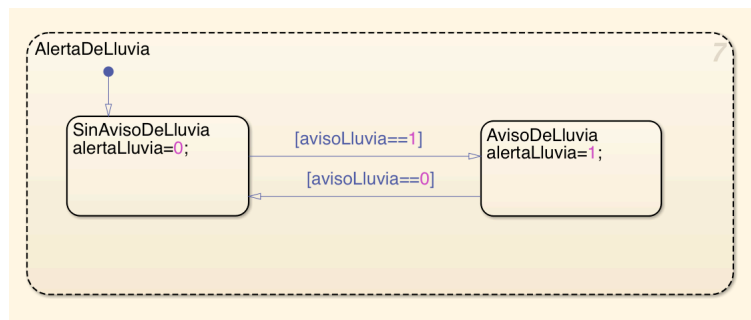 AlertaDeLluvia
7
SinAvisoDeLluvia
alertaLluvia=0;
[avisoLluvia==1]
[avisoLluvia==0]
AvisoDeLluvia
alertaLluvia=1;